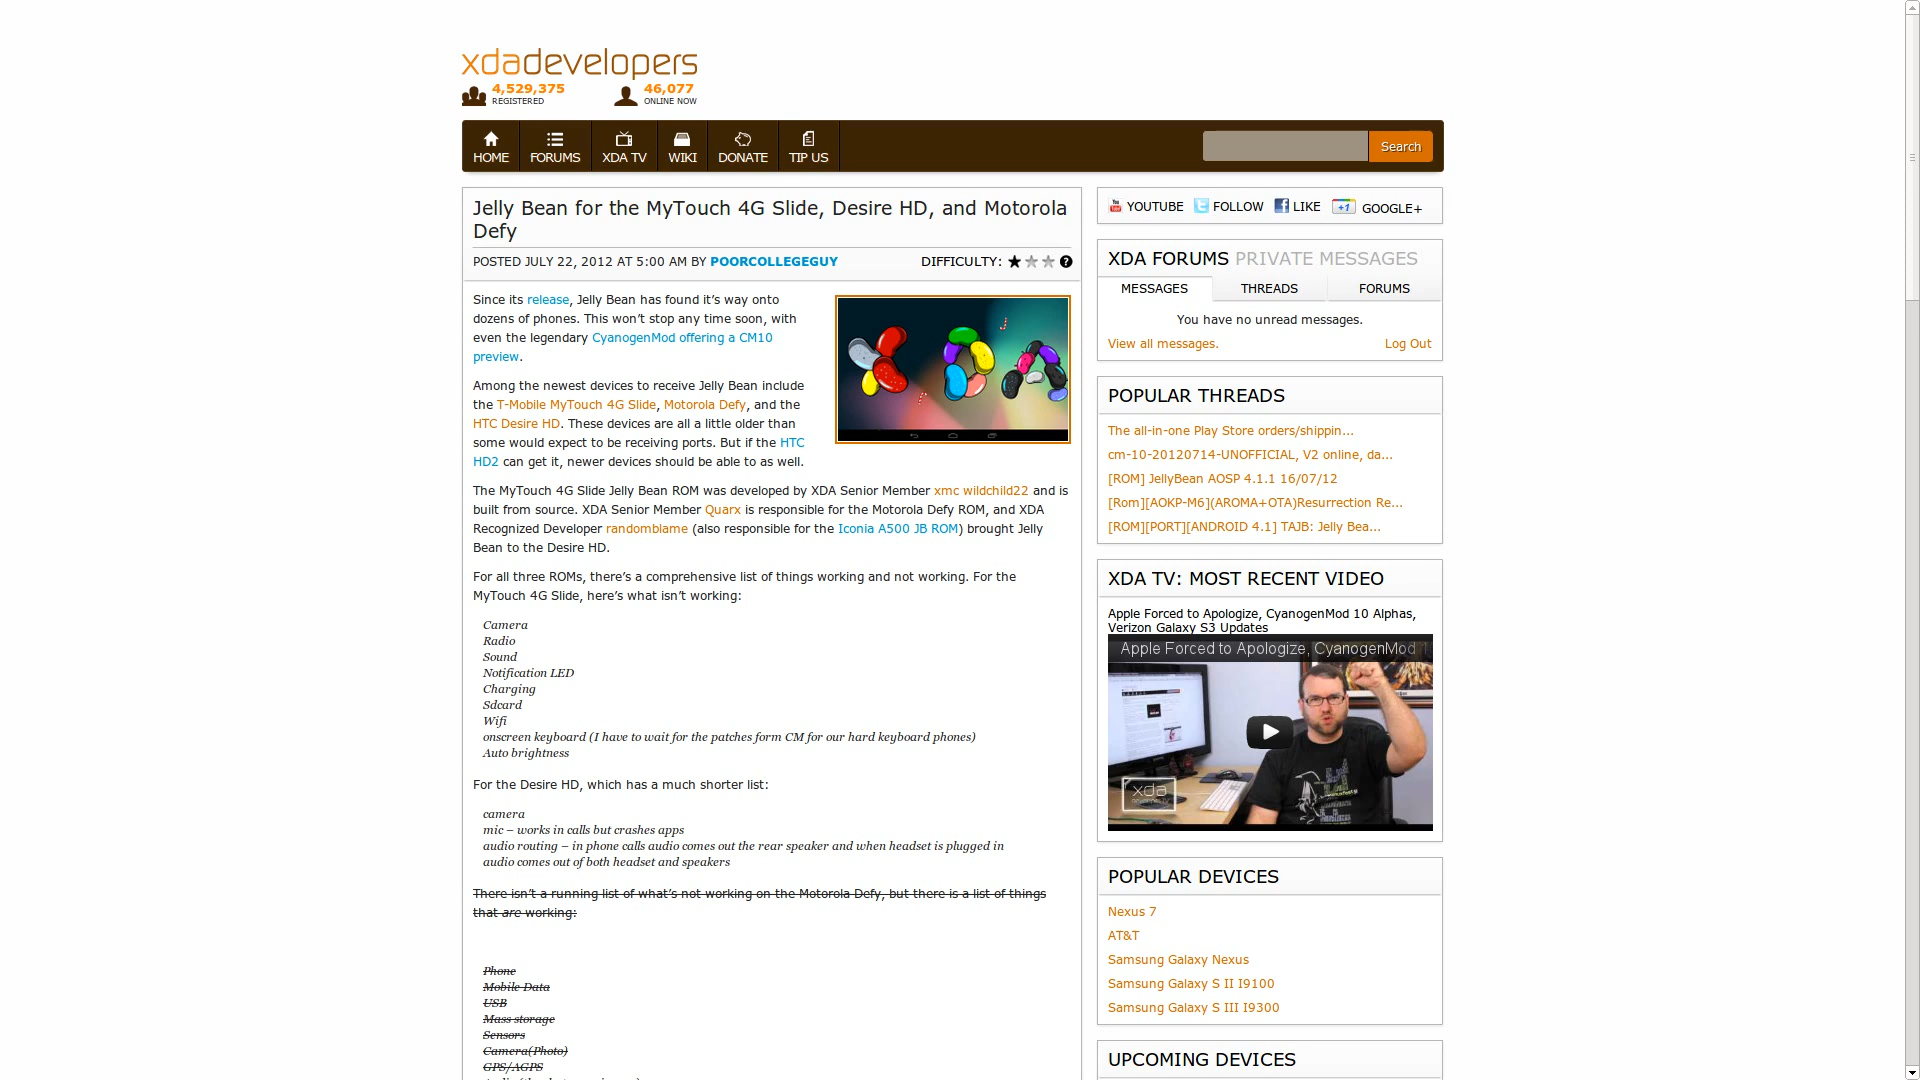 xdadevelopers
4,529,375
REGISTERED
46,077
ONLINE NOW
HOME
FORUMS
XDA TV
WIKI
DONATE
TIP US
Search
Jelly Bean for the MyTouch 4G Slide, Desire HD, and Motorola
Defy
POSTED JULY 22, 2012 AT 5:00 AM BY POORCOLLEGEGUY
DIFFICULTY:
Since its release, Jelly Bean has found it’s way onto
dozens of phones. This won’t stop any time soon, with
even the legendary CyanogenMod offering a CM10
preview.
Among the newest devices to receive Jelly Bean include
the T-Mobile MyTouch 4G Slide, Motorola Defy, and the
HTC Desire HD. These devices are all a little older than
some would expect to be receiving ports. But if the HTC
HD2 can get it, newer devices should be able to as well.
The MyTouch 4G Slide Jelly Bean ROM was developed by XDA Senior Member xmc wildchild22 and is
built from source. XDA Senior Member Quarx is responsible for the Motorola Defy ROM, and XDA
Recognized Developer randomblame (also responsible for the Iconia A500 JB ROM) brought Jelly
Bean to the Desire HD.
For all three ROMs, there’s a comprehensive list of things working and not working. For the
MyTouch 4G Slide, here’s what isn’t working:
Camera
Radio
Sound
Notification LED
Charging
Sdcard
Wifi
onscreen keyboard (I have to wait for the patches form CM for our hard keyboard phones)
Auto brightness
For the Desire HD, which has a much shorter list:
camera
mic – works in calls but crashes apps
audio routing – in phone calls audio comes out the rear speaker and when headset is plugged in
audio comes out of both headset and speakers
There isn’t a running list of what’s not working on the Motorola Defy, but there is a list of things
that are working:
Phone
Mobile Data
USB
Mass storage
Sensors
Camera(Photo)
GPS/AGPS
YOUTUBE
FOLLOW
LIKE
+1 GOOGLE+
XDA FORUMS PRIVATE MESSAGES
MESSAGES
THREADS
FORUMS
You have no unread messages.
View all messages.
Log Out
POPULAR THREADS
The all-in-one Play Store orders/shippin...
cm-10-20120714-UNOFFICIAL, V2 online, da...
[ROM] JellyBean AOSP 4.1.1 16/07/12
[Rom][AOKP-M6](AROMA+OTA)Resurrection Re...
[ROM][PORT][ANDROID 4.1] TAJB: Jelly Bea...
XDA TV: MOST RECENT VIDEO
Apple Forced to Apologize, CyanogenMod 10 Alphas,
Verizon Galaxy S3 Updates
Apple Forced to Apologize, CyanogenMod
xda
POPULAR DEVICES
Nexus 7
AT&T
Samsung Galaxy Nexus
Samsung Galaxy S II I9100
Samsung Galaxy S III I9300
UPCOMING DEVICES